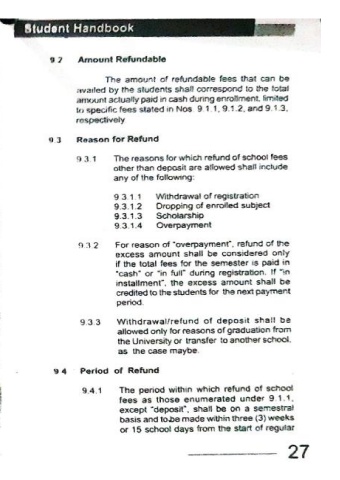 Student Handbook
9.2 Amount Refundable
The amount of refundable fees that can be
availed by the students shall correspond to the total
amount actually paid in cash during enrollment, limited
to specific fees stated in Nos. 9.1.1, 9.1.2, and 9.1.3,
respectively
9.3 Reason for Refund
9.3.1 The reasons for which refund of school fees
other than deposit are allowed shall include
any of the following:
9.3.1.1 Withdrawal of registration
9.3.1.2 Dropping of enrolled subject
9.3.1.3 Scholarship
9.3.1.4 Overpayment
9.3.2 For reason of "overpayment", refund of the
excess amount shall be considered only
if the total fees for the semester is paid in
"cash" or "in full" during registration. If "in
installment", the excess amount shall be
credited to the students for the next payment
period.
9.3.3 Withdrawal/refund of deposit shall be
allowed only for reasons of graduation from
the University or transfer to another school,
as the case maybe.
9.4 Period of Refund
9.4.1 The period within which refund of school
fees as those enumerated under 9.1.1,
except "deposit", shall be on a semestral
basis and to be made within three (3) weeks
or 15 school days from the start of regular
27